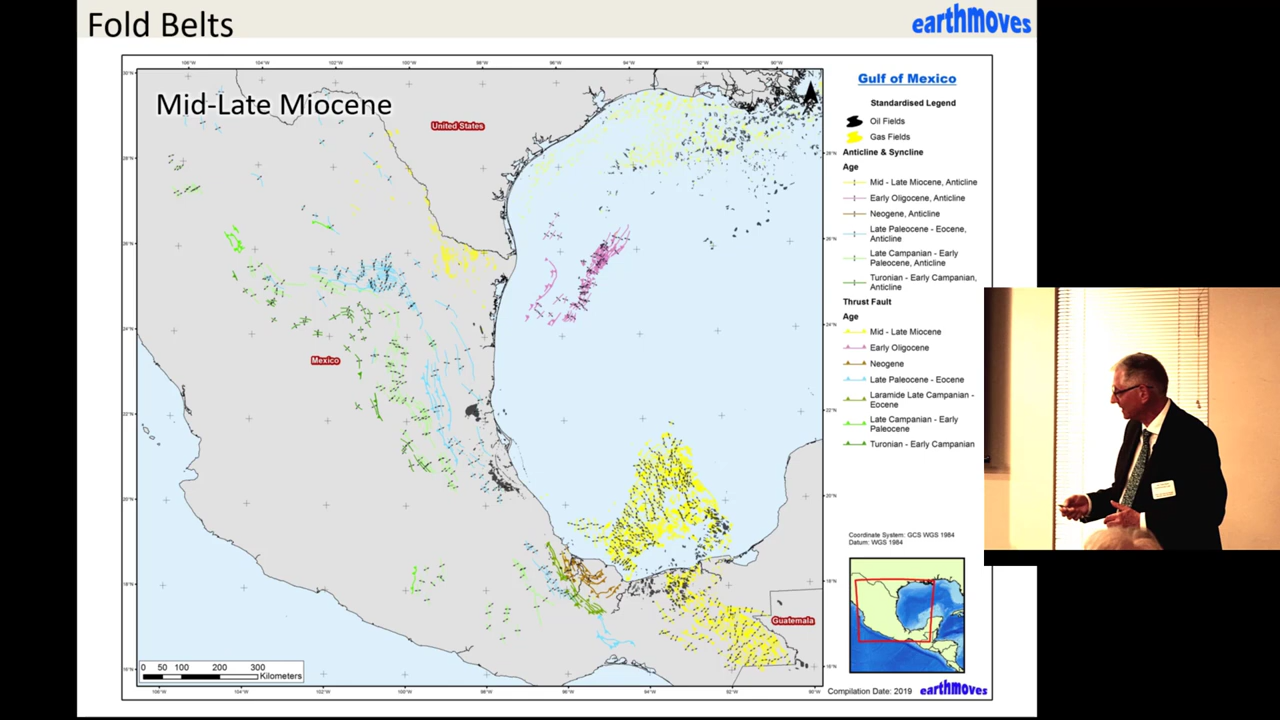 Fold Belts
earthmoves
Mid-Late Miocene
United States
Mexico
Guatemala
Gulf of Mexico
Standardised Legend
Oil Fields
Gas Fields
Anticline & Syncline
Age
Mid - Late Miocene, Anticline
Early Oligocene, Anticline
Neogene, Anticline
Late Paleocene - Eocene,
Anticline
Late Campanian - Early
Paleocene, Anticline
Turonian - Early Campanian,
Anticline
Thrust Fault
Age
Mid - Late Miocene
Early Oligocene
Neogene
Late Paleocene - Eocene
Laramide Late Campanian -
Eocene
Late Campanian - Early
Paleocene
Turonian - Early Campanian
Coordinate System: GCS WGS 1984
Datum: WGS 1984
0 50 100 200 300
Kilometers
Compilation Date: 2019
earthmoves